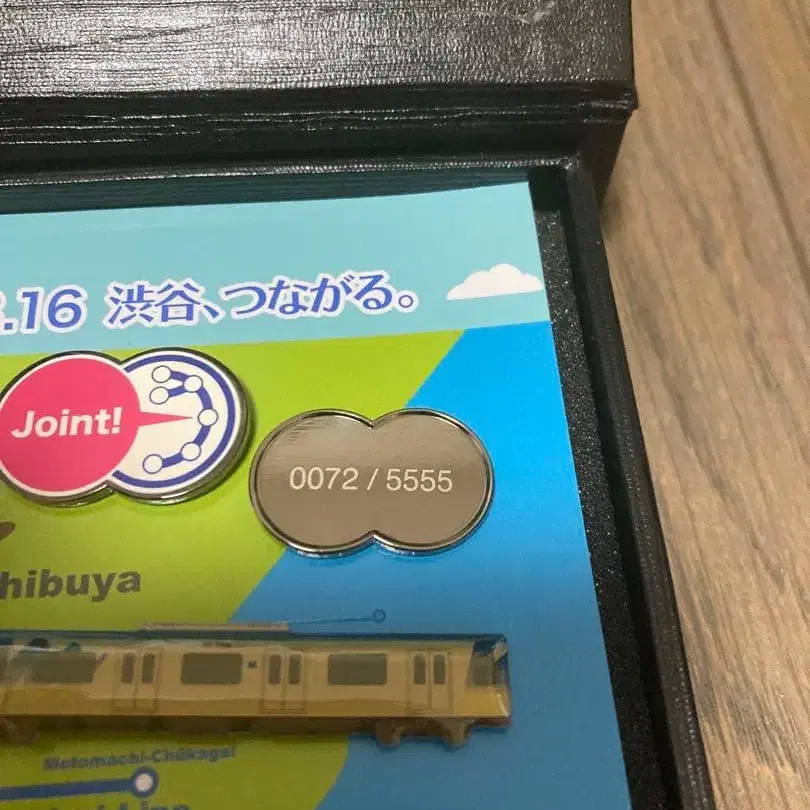 .16 渋谷、つながる。
Joint!
0072 / 5555
hibuya
Motomachi-Chūkagai